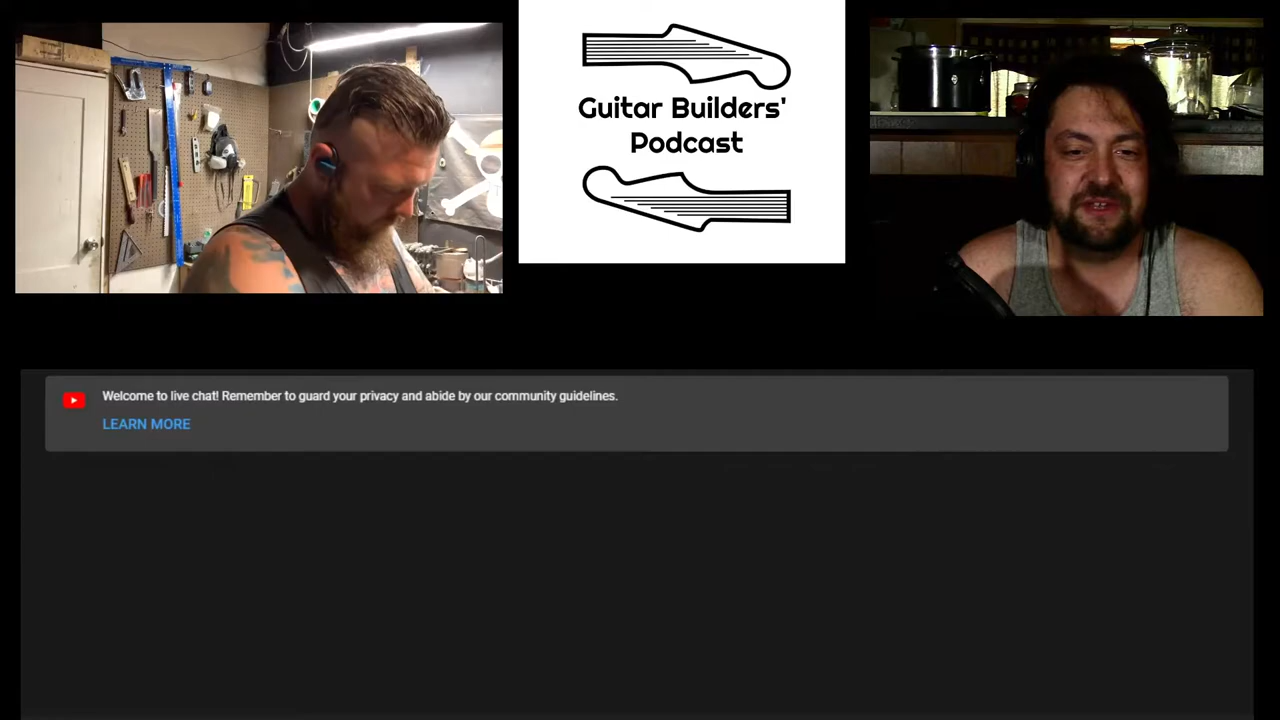 Guitar Builders'
Podcast
Welcome to live chat! Remember to guard your privacy and abide by our community guidelines.
LEARN MORE